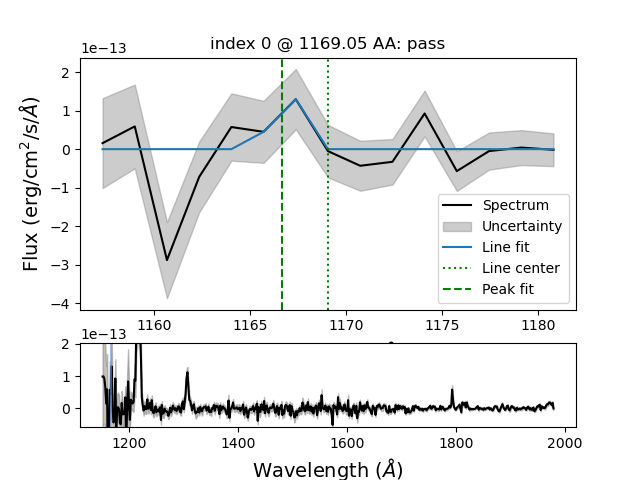 index 0 @ 1169.05 AA: pass
1e−13
Flux (erg/cm²/s/Å)
2
1
0
−1
−2
−3
−4
Spectrum
Uncertainty
Line fit
Line center
Peak fit
1160
1165
1170
1175
1180
1e−13
2
1
0
1200
1400
1600
1800
2000
Wavelength (Å)